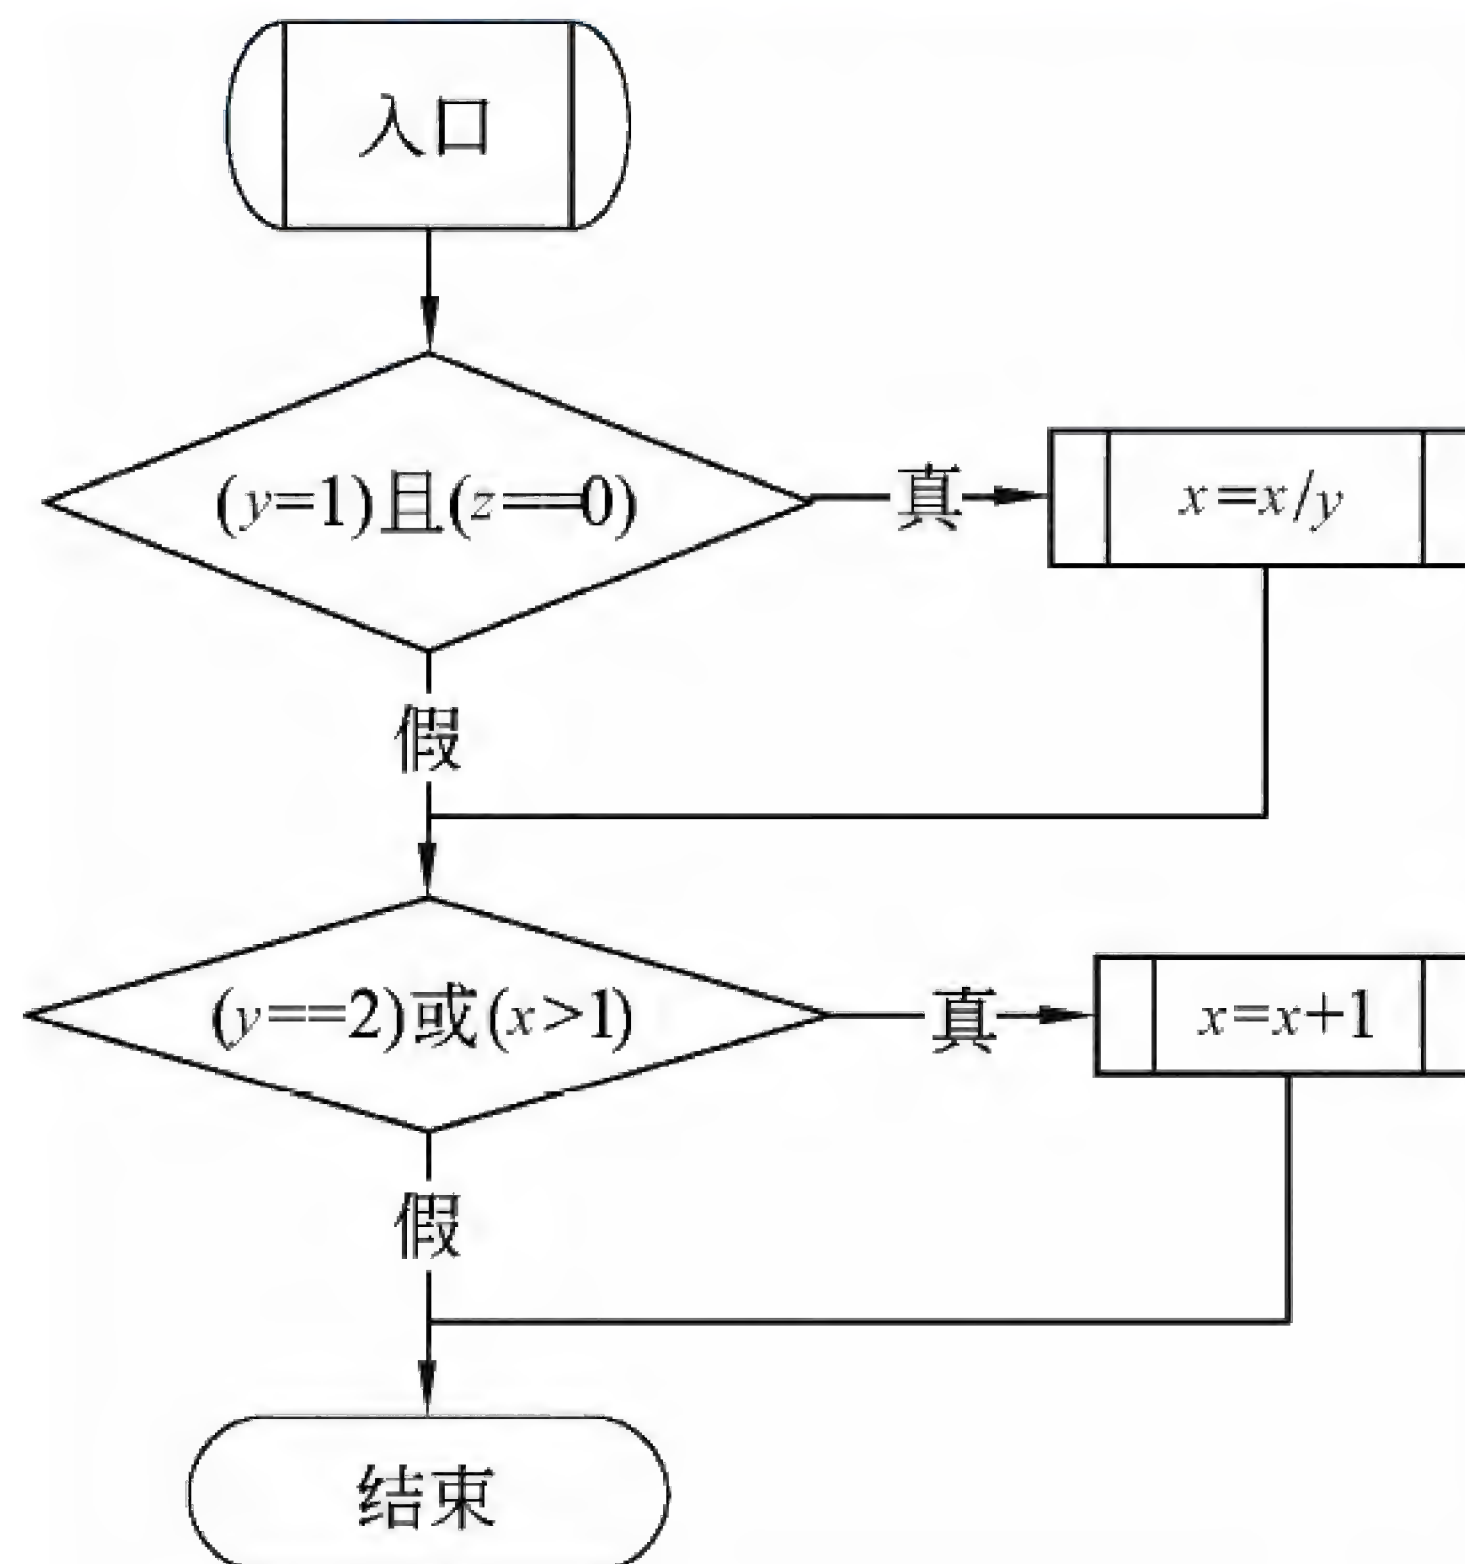 入口
(y=1)且(z==0)
真
x=x/y
假
(y==2)或(x>1)
真
x=x+1
假
结束